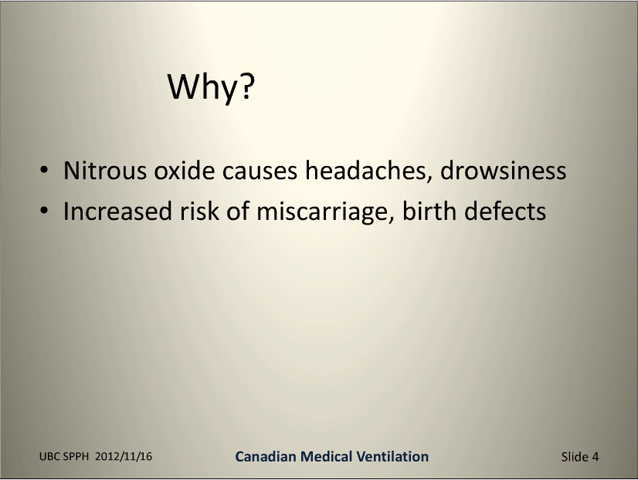 Why?
• Nitrous oxide causes headaches, drowsiness
• Increased risk of miscarriage, birth defects
UBC SPPH 2012/11/16 Canadian Medical Ventilation Slide 4